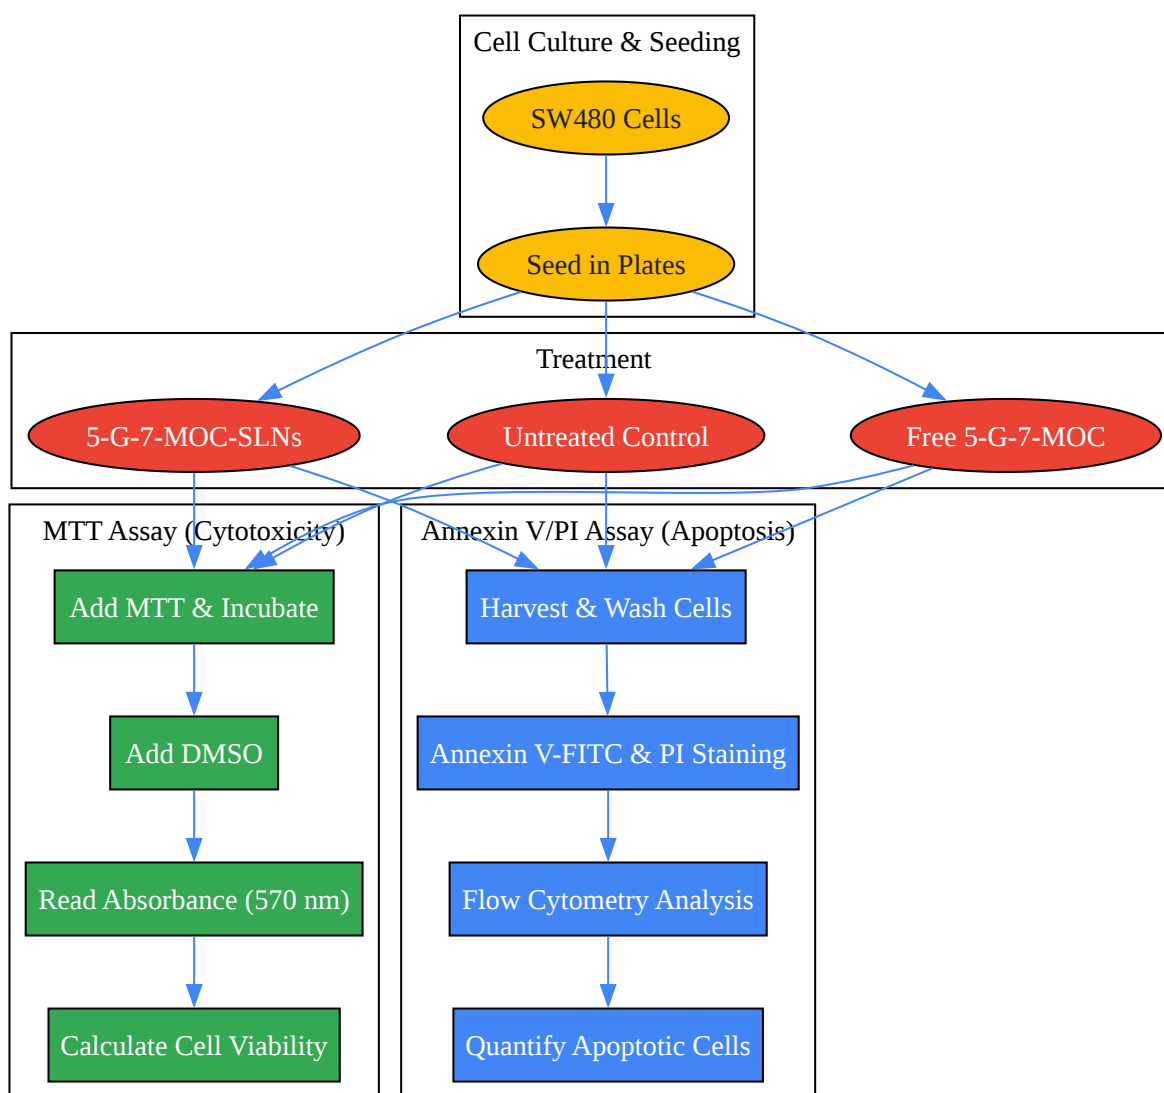 Cell Culture & Seeding
SW480 Cells
Seed in Plates
Treatment
5-G-7-MOC-SLNs
Untreated Control
Free 5-G-7-MOC
MTT Assay (Cytotoxicity)
Annexin V/PI Assay (Apoptosis)
Add MTT & Incubate
Harvest & Wash Cells
Add DMSO
Annexin V-FITC & PI Staining
Read Absorbance (570 nm)
Flow Cytometry Analysis
Calculate Cell Viability
Quantify Apoptotic Cells